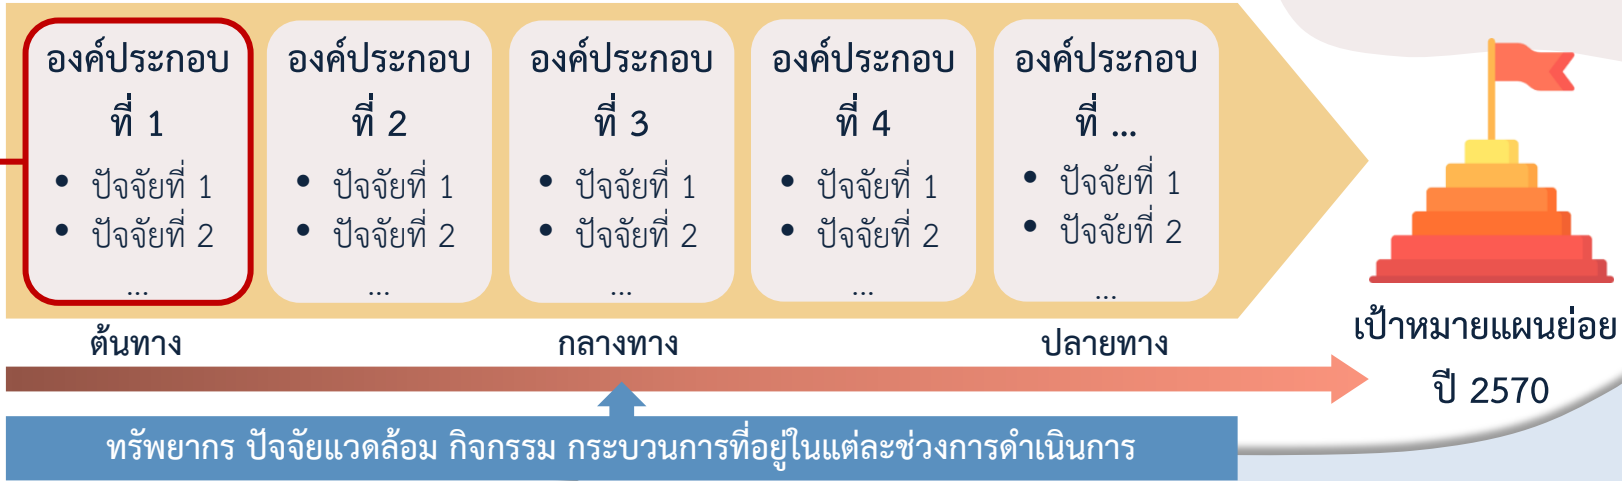 องค์ประกอบ
ที่ 1
• ปัจจัยที่ 1
• ปัจจัยที่ 2
...
องค์ประกอบ
ที่ 2
• ปัจจัยที่ 1
• ปัจจัยที่ 2
...
องค์ประกอบ
ที่ 3
• ปัจจัยที่ 1
• ปัจจัยที่ 2
...
องค์ประกอบ
ที่ 4
• ปัจจัยที่ 1
• ปัจจัยที่ 2
...
องค์ประกอบ
ที่ ...
• ปัจจัยที่ 1
• ปัจจัยที่ 2
...
เป้าหมายแผนย่อย
ปี 2570
ต้นทาง
กลางทาง
ปลายทาง
ทรัพยากร ปัจจัยแวดล้อม กิจกรรม กระบวนการที่อยู่ในแต่ละช่วงการดำเนินการ